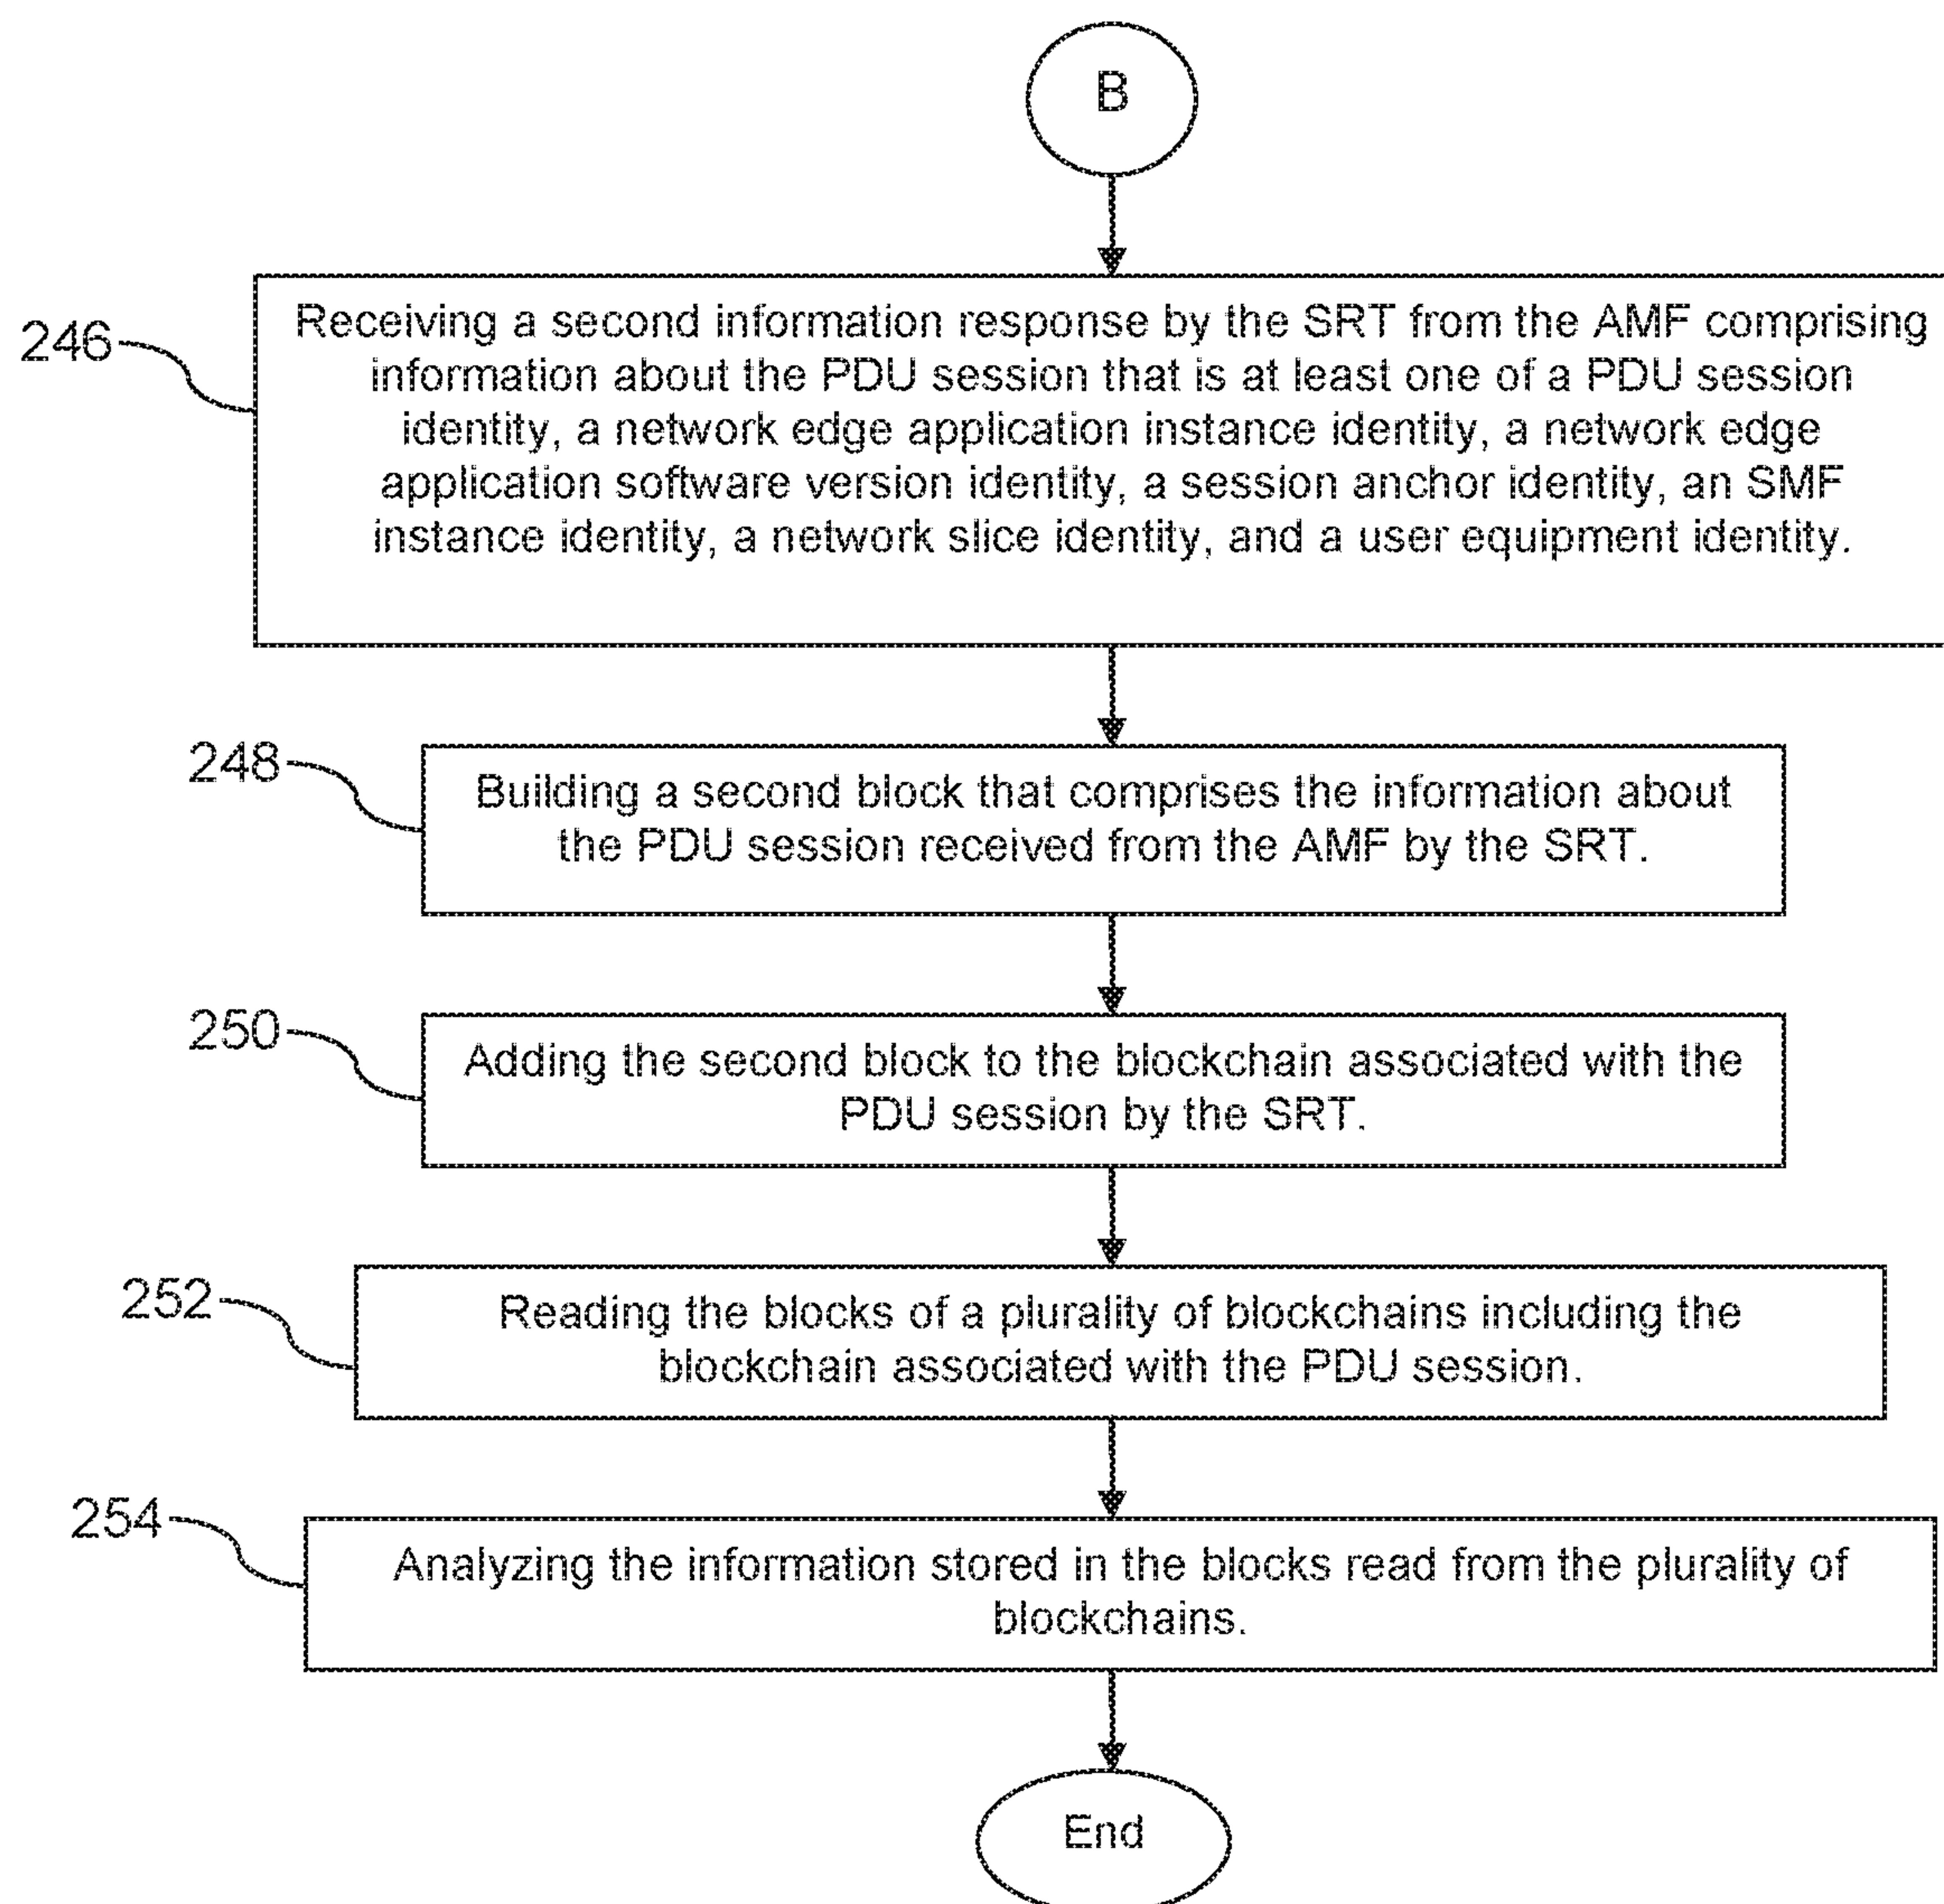 B
246
Receiving a second information response by the SRT from the AMF comprising
information about the PDU session that is at least one of a PDU session
identity, a network edge application instance identity, a network edge
application software version identity, a session anchor identity, an SMF
instance identity, a network slice identity, and a user equipment identity.
248
Building a second block that comprises the information about
the PDU session received from the AMF by the SRT.
250
Adding the second block to the blockchain associated with the
PDU session by the SRT.
252
Reading the blocks of a plurality of blockchains including the
blockchain associated with the PDU session.
254
Analyzing the information stored in the blocks read from the plurality of
blockchains.
End